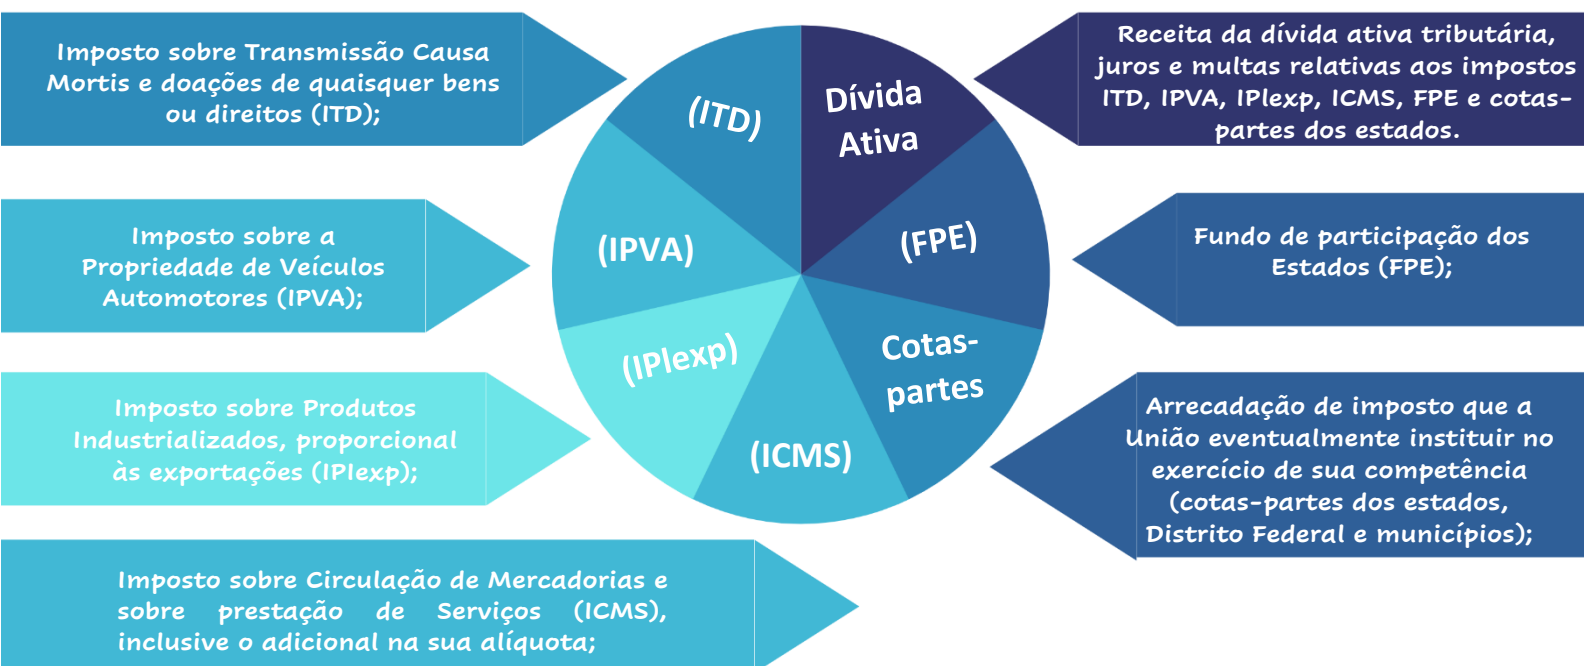 Imposto sobre Transmissão Causa
Mortis e doações de quaisquer bens
ou direitos (ITD);
Imposto sobre a
Propriedade de Veículos
Automotores (IPVA);
Imposto sobre Produtos
Industrializados, proporcional
às exportações (IPIexp);
Imposto sobre Circulação de Mercadorias e
sobre prestação de Serviços (ICMS),
inclusive o adicional na sua alíquota;
(ITD)
Dívida
Ativa
(IPVA)
(FPE)
(IPlexp)
Cotas-
partes
(ICMS)
Receita da dívida ativa tributária,
juros e multas relativas aos impostos
ITD, IPVA, IPlexp, ICMS, FPE e cotas-
partes dos estados.
Fundo de participação dos
Estados (FPE);
Arrecadação de imposto que a
União eventualmente instituir no
exercício de sua competência
(cotas-partes dos estados,
Distrito Federal e municípios);